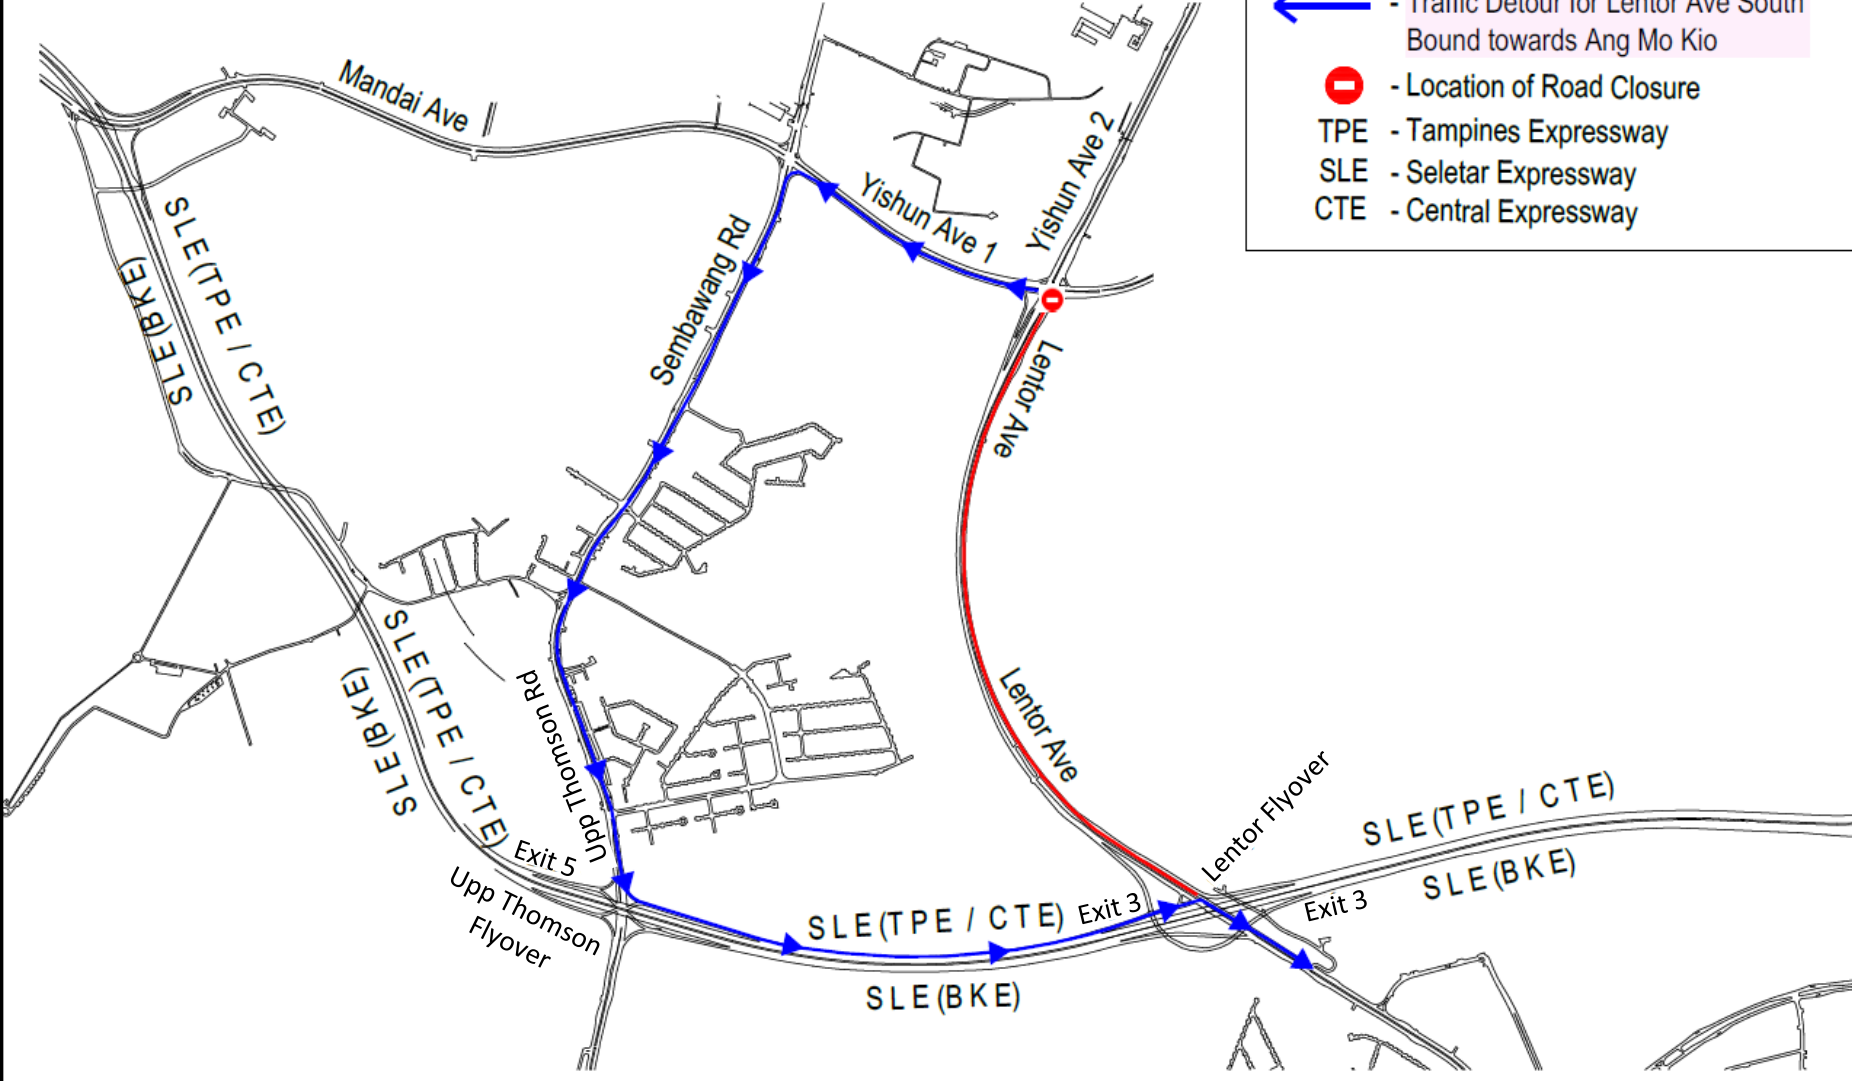 - Traffic Detour for Lentor Ave South
Bound towards Ang Mo Kio
- Location of Road Closure
TPE - Tampines Expressway
SLE - Seletar Expressway
CTE - Central Expressway
Mandai Ave
Yishun Ave 2
Yishun Ave 1
Sembawang Rd
SLE(TPE / CTE)
SLE(BKE)
Lentor Ave
SLE(TPE / CTE)
SLE(BKE)
Upp Thomson Rd
Lentor Ave
Lentor Flyover
SLE(TPE / CTE)
SLE(BKE)
Exit 5
Upp Thomson
Flyover
SLE(TPE / CTE)
Exit 3
Exit 3
SLE(BKE)